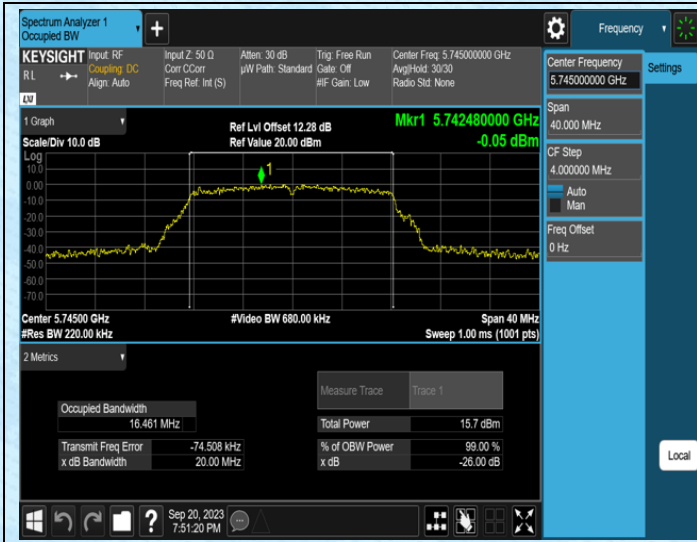 Spectrum Analyzer 1
Occupied BW
Frequency
KEYSIGHT
RL
Input: RF
Coupling: DC
Align: Auto
Input Z: 50 Ω
Corr CCorr
Freq Ref: Int (S)
Atten: 30 dB
µW Path: Standard
Trig: Free Run
Gate: Off
#IF Gain: Low
Center Freq: 5.745000000 GHz
Avg|Hold: 30/30
Radio Std: None
LXI
1 Graph
Scale/Div 10.0 dB
Ref Lvl Offset 12.28 dB
Ref Value 20.00 dBm
Mkr1 5.742480000 GHz
-0.05 dBm
Log
10.0
0.00
-10.0
-20.0
-30.0
-40.0
-50.0
-60.0
-70.0
1
Center 5.74500 GHz
#Res BW 220.00 kHz
#Video BW 680.00 kHz
Span 40 MHz
Sweep 1.00 ms (1001 pts)
2 Metrics
Measure Trace
Trace 1
Occupied Bandwidth
16.461 MHz
Total Power
15.7 dBm
Transmit Freq Error
-74.508 kHz
% of OBW Power
99.00 %
x dB Bandwidth
20.00 MHz
x dB
-26.00 dB
Sep 20, 2023
7:51:20 PM
Center Frequency
5.745000000 GHz
Settings
Span
40.000 MHz
CF Step
4.000000 MHz
Auto
Man
Freq Offset
0 Hz
Local